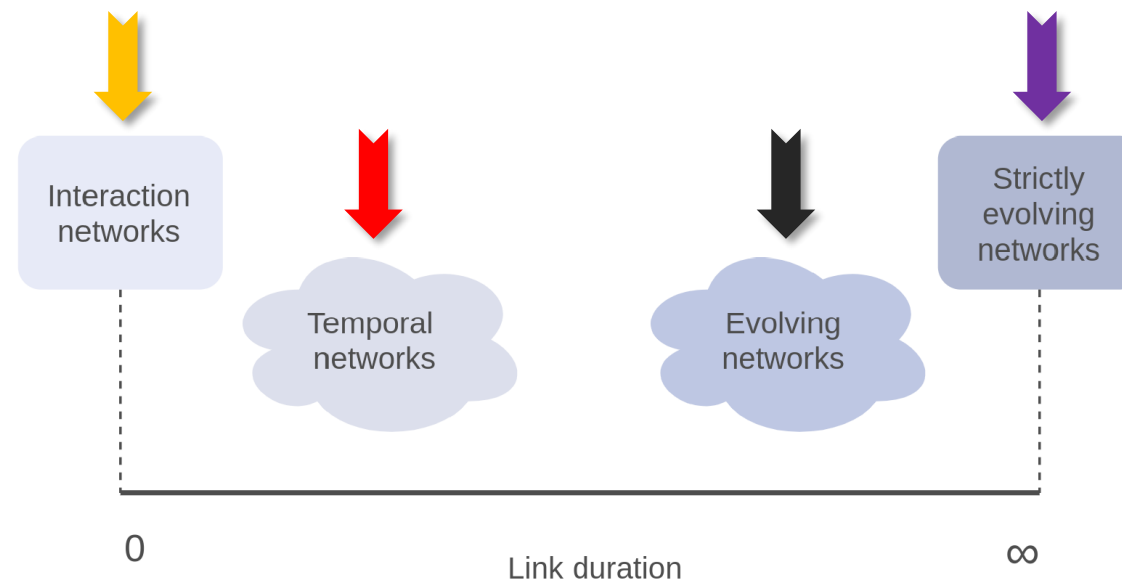 Interaction
networks
Temporal
networks
Evolving
networks
Strictly
evolving
networks
0
Link duration
∞